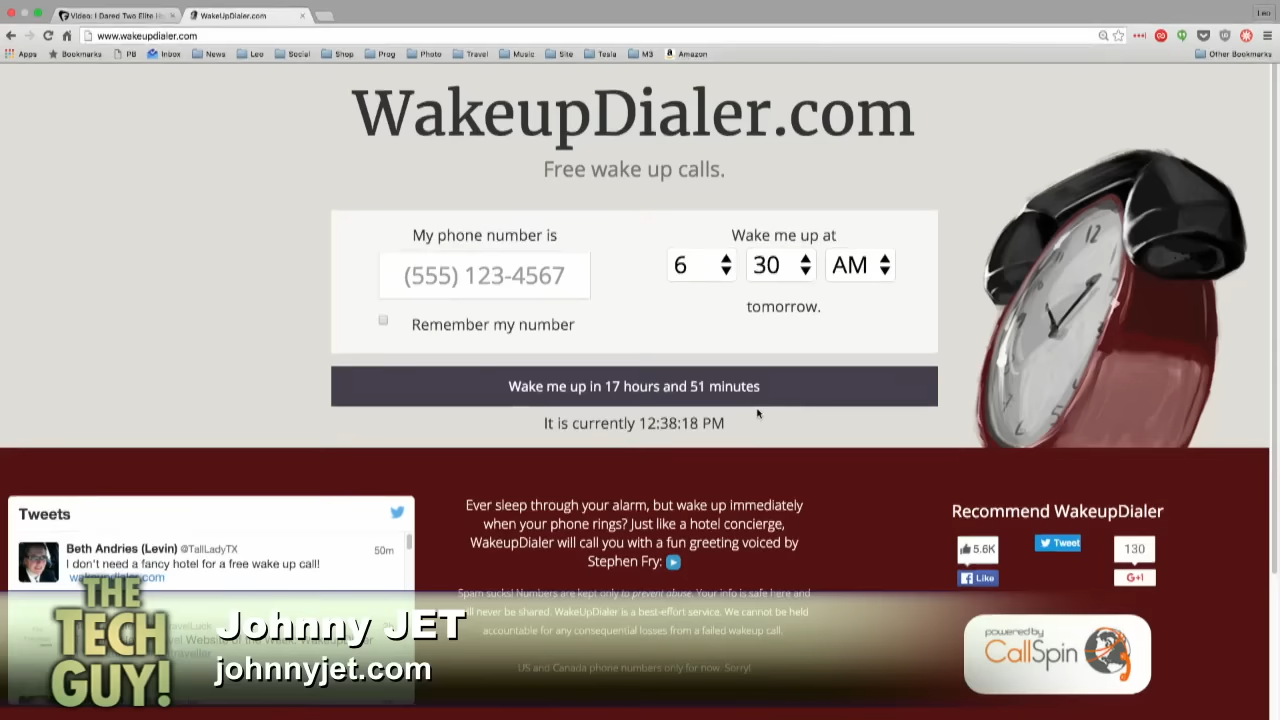 Video: I Dared Two Elite
WakeUpDialer.com
Leo
www.wakeupdialer.com
Apps Bookmarks PB Inbox News Leo Social Shop Prog Photo Travel Music Site Tesla M3 Amazon Other Bookmarks
WakeupDialer.com
Free wake up calls.
My phone number is
(555) 123-4567
Remember my number
Wake me up at
6 30 AM
tomorrow.
12
5
Wake me up in 17 hours and 51 minutes
It is currently 12:38:18 PM
Tweets
Beth Andries (Levin) @TallLadyTX 50m
I don't need a fancy hotel for a free wake up call!
wakeupdialer.com
Ever sleep through your alarm, but wake up immediately
when your phone rings? Just like a hotel concierge,
WakeupDialer will call you with a fun greeting voiced by
Stephen Fry:
Spam sucks! Numbers are kept only to prevent abuse. Your info is safe here and
will never be shared. WakeUpDialer is a best-effort service. We cannot be held
accountable for any consequential losses from a failed wakeup call.
US and Canada phone numbers only for now. Sorry!
Recommend WakeupDialer
5.6K
Like
Tweet
130
G+1
powered by
CallSpin
THE
TECH
GUY!
Johnny JET
johnnyjet.com